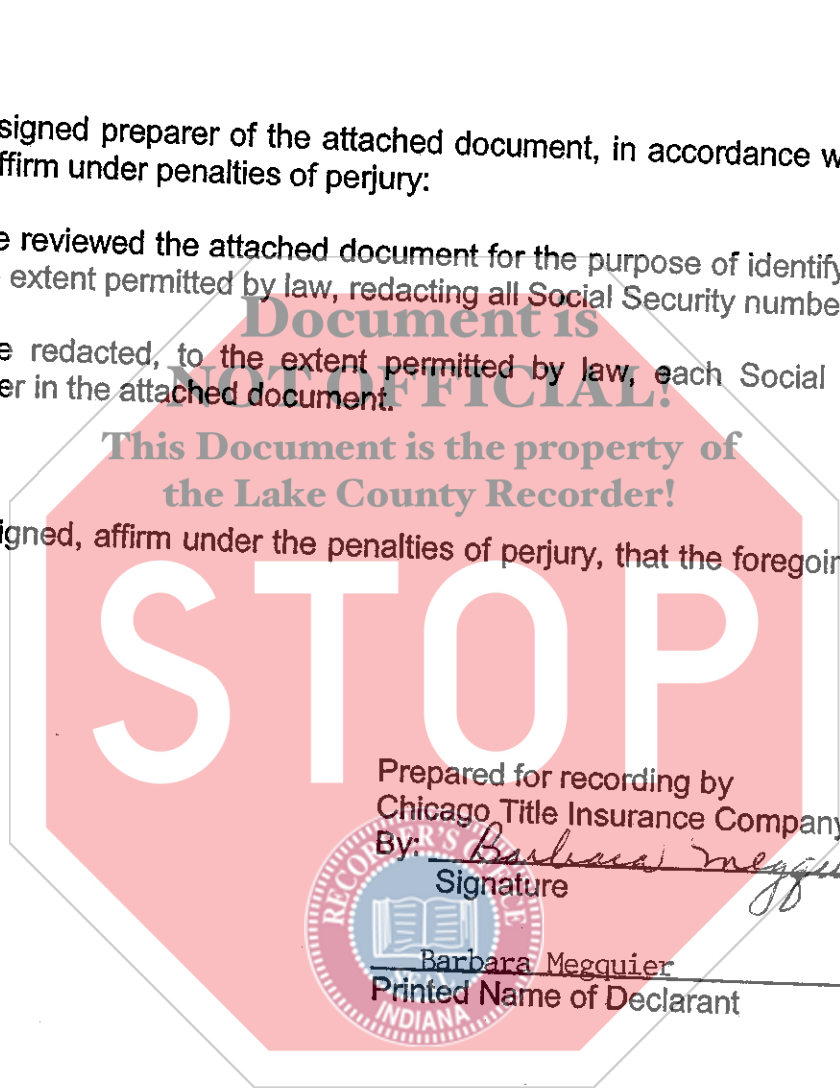 signed preparer of the attached document, in accordance w
ffirm under penalties of perjury:
e reviewed the attached document for the purpose of identify
extent permitted by law, redacting all Social Security numbe
Document is
e redacted, to the extent permitted by law, each Social
NOT OFFICIAL!
er in the attached document.
This Document is the property of
the Lake County Recorder!
igned, affirm under the penalties of perjury, that the foregoin
STOP
Prepared for recording by
Chicago Title Insurance Company
By: Barbara Megqui
Signature
RECORDER'S OFFICE
INDIANA
Barbara Megquier
Printed Name of Declarant